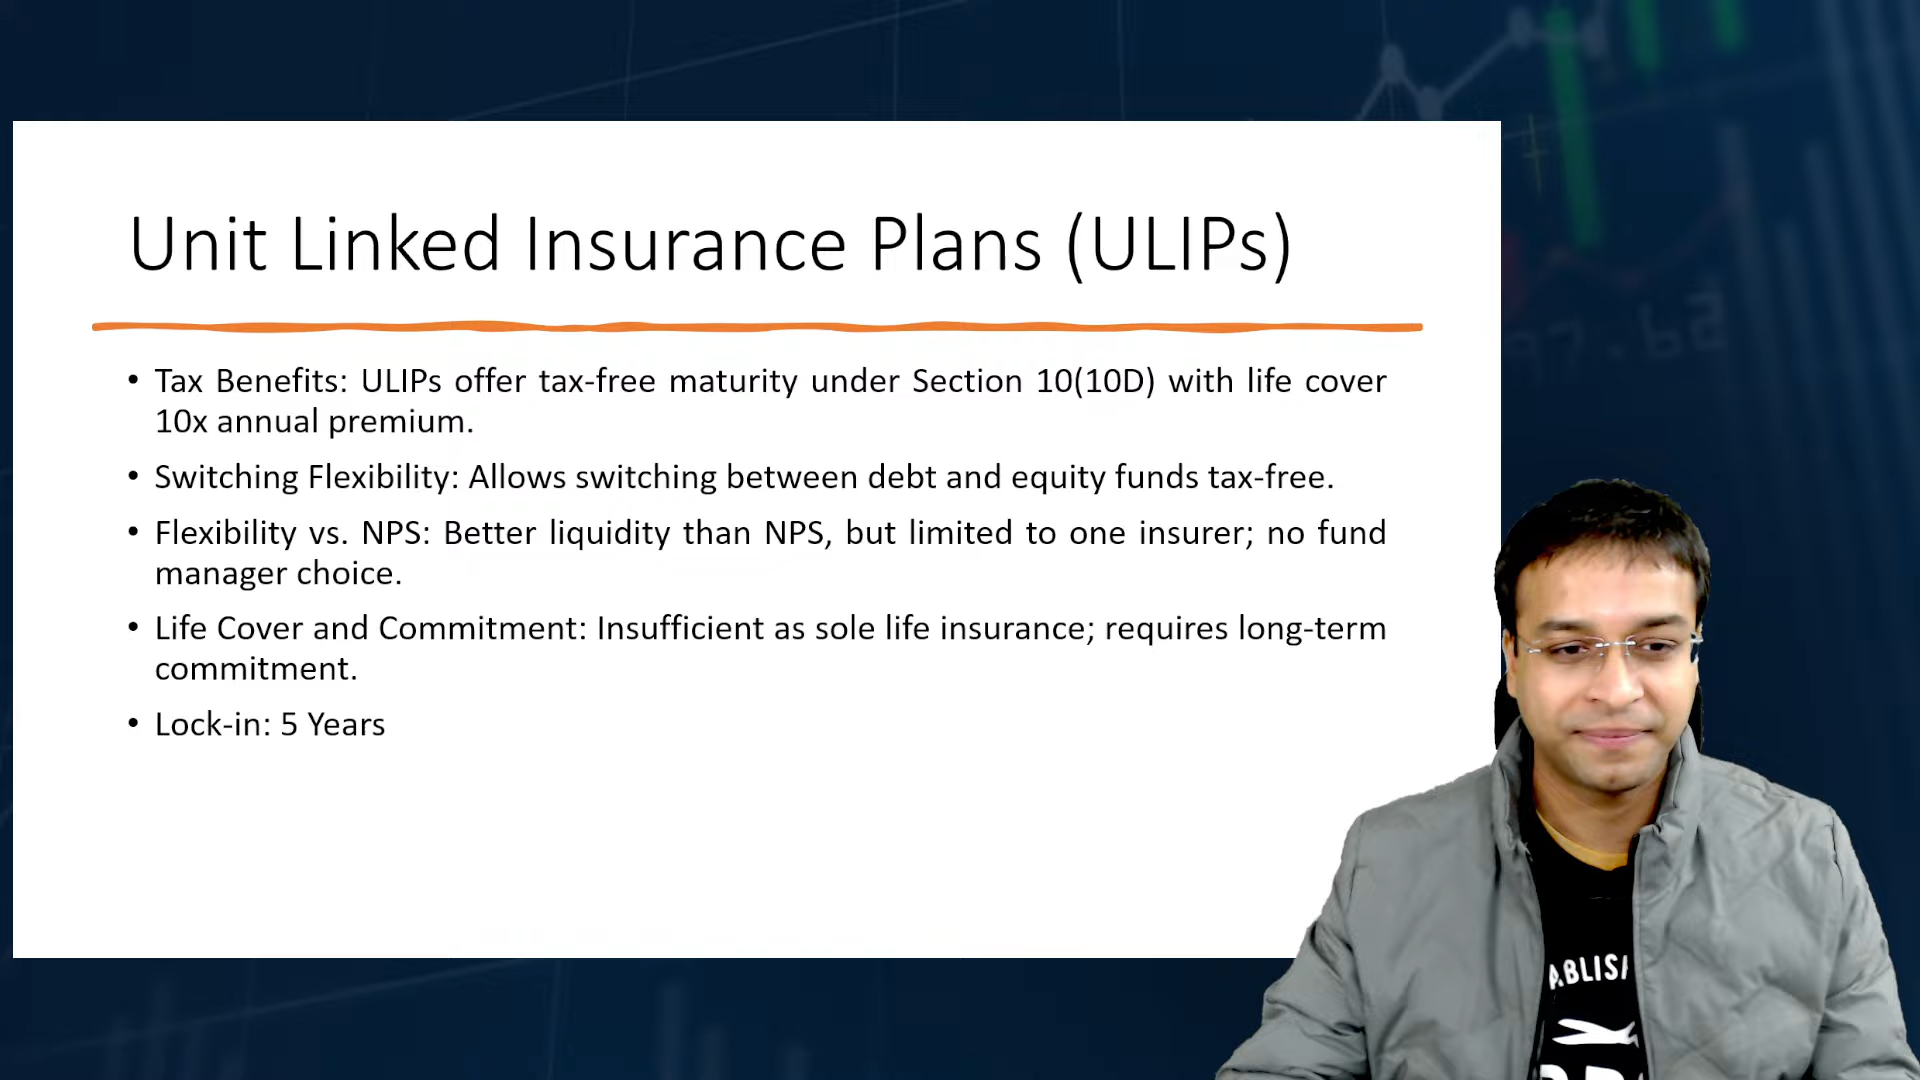 Unit Linked Insurance Plans (ULIPs)
• Tax Benefits: ULIPs offer tax-free maturity under Section 10(10D) with life cover
10x annual premium.
• Switching Flexibility: Allows switching between debt and equity funds tax-free.
• Flexibility vs. NPS: Better liquidity than NPS, but limited to one insurer; no fund
manager choice.
• Life Cover and Commitment: Insufficient as sole life insurance; requires long-term
commitment.
• Lock-in: 5 Years
97.62
ABLISH